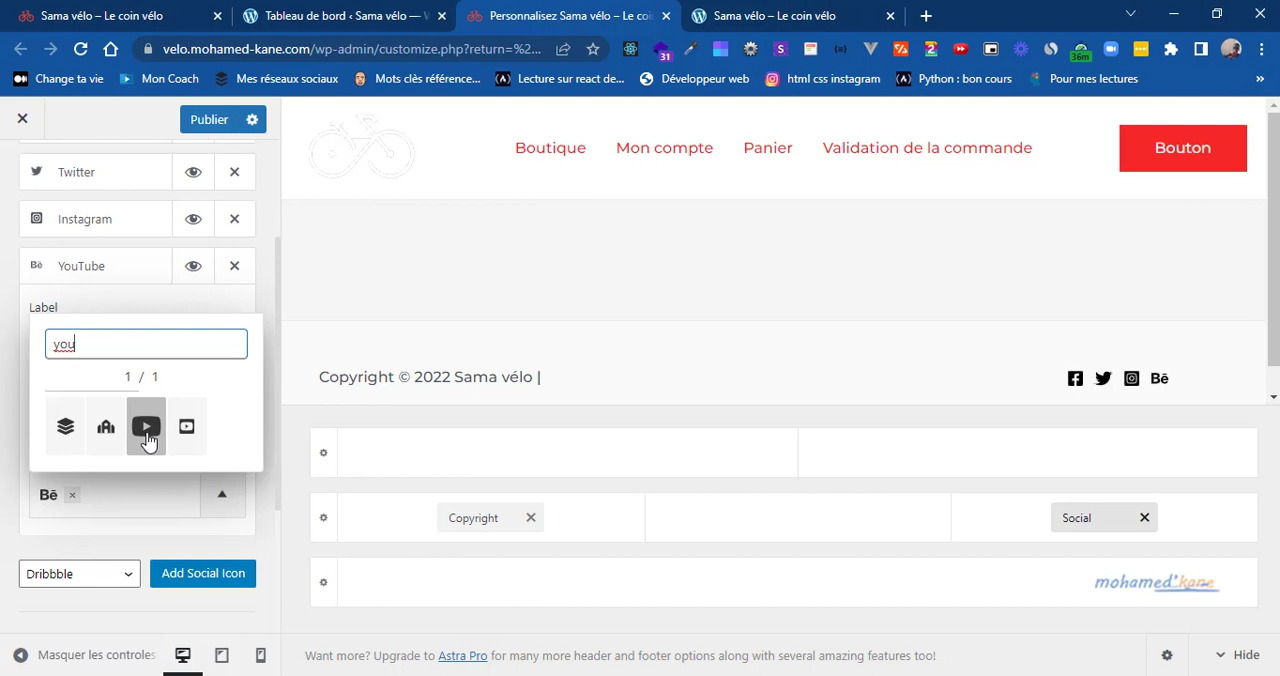 Sama vélo – Le coin vélo
Tableau de bord ‹ Sama vélo — W
Personnalisez Sama vélo – Le coi
Sama vélo – Le coin vélo
velo.mohamed-kane.com/wp-admin/customize.php?return=%2...
31
36m
Change ta vie
Mon Coach
Mes réseaux sociaux
Mots clés référence...
Lecture sur react de...
Développeur web
html css instagram
Python : bon cours
Pour mes lectures
»
Publier
Boutique
Mon compte
Panier
Validation de la commande
Bouton
Twitter
Instagram
Bē YouTube
Label
you
1 / 1
Bē ×
Dribbble
Add Social Icon
Copyright © 2022 Sama vélo |
Bē
Copyright
Social
mohamed'kane
Masquer les controles
Want more? Upgrade to Astra Pro for many more header and footer options along with several amazing features too!
Hide